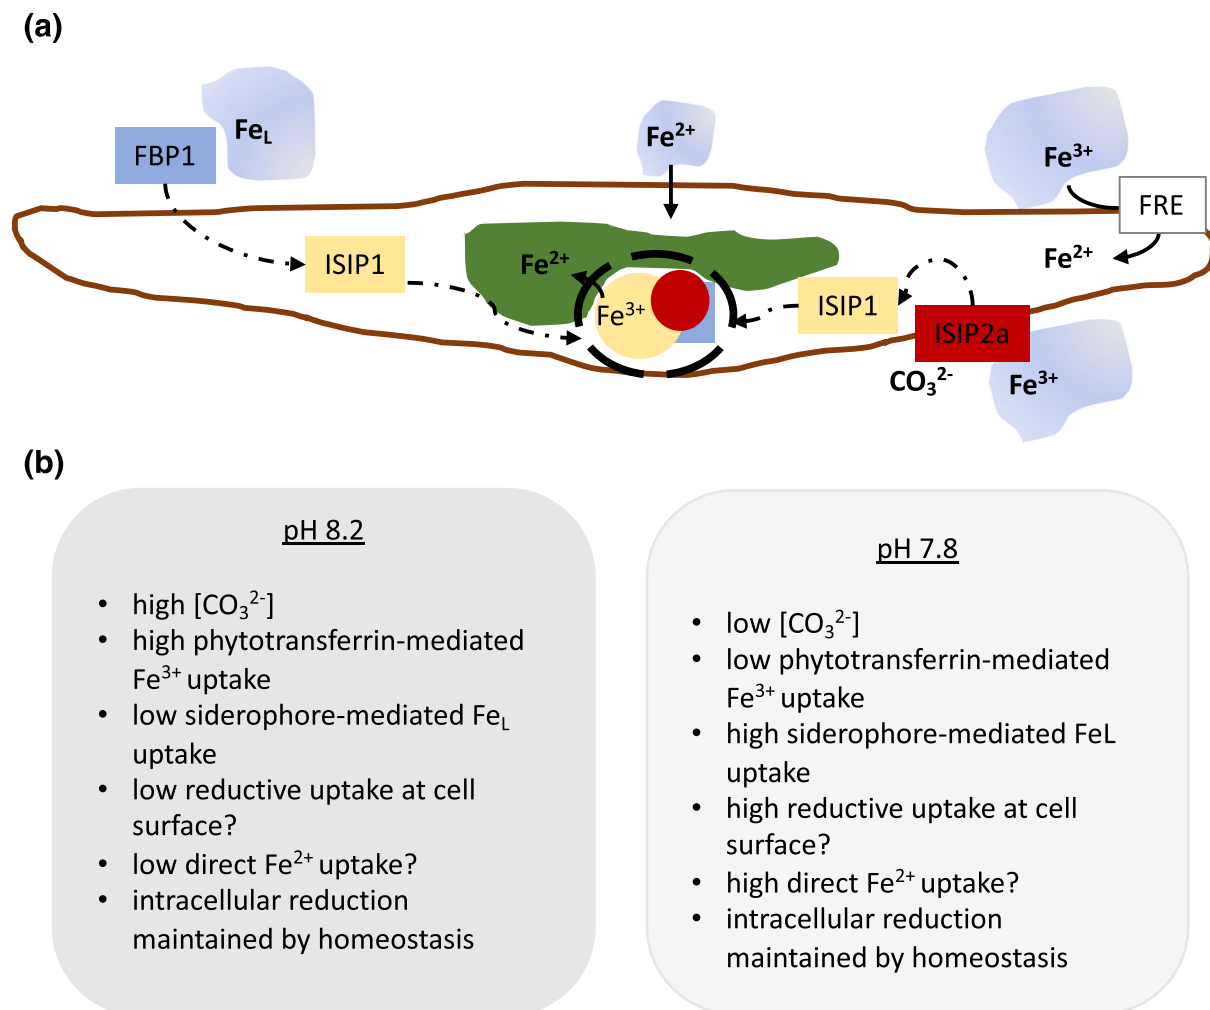 (a)
Fe_L
FBP1
Fe²⁺
Fe³⁺
FRE
ISIP1
Fe²⁺
Fe²⁺
Fe³⁺
ISIP1
ISIP2a
CO₃²⁻
Fe³⁺
(b)
pH 8.2
• high [CO₃²⁻]
• high phytotransferrin-mediated
Fe³⁺ uptake
• low siderophore-mediated Fe_L
uptake
• low reductive uptake at cell
surface?
• low direct Fe²⁺ uptake?
• intracellular reduction
maintained by homeostasis
pH 7.8
• low [CO₃²⁻]
• low phytotransferrin-mediated
Fe³⁺ uptake
• high siderophore-mediated FeL
uptake
• high reductive uptake at cell
surface?
• high direct Fe²⁺ uptake?
• intracellular reduction
maintained by homeostasis